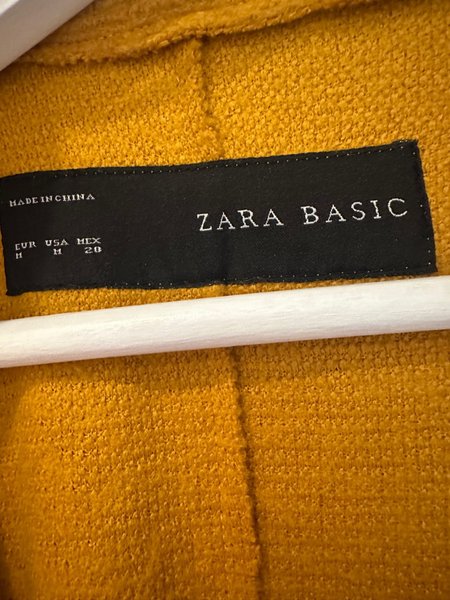 MADE IN CHINA
ZARA BASIC
EUR USA MEX
M M 28